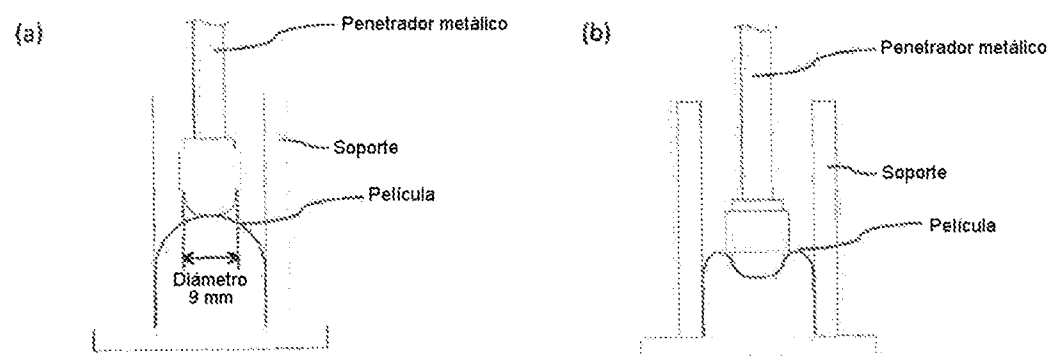 (a)
Penetrador metálico
Soporte
Película
Diámetro
9 mm
(b)
Penetrador metálico
Soporte
Película